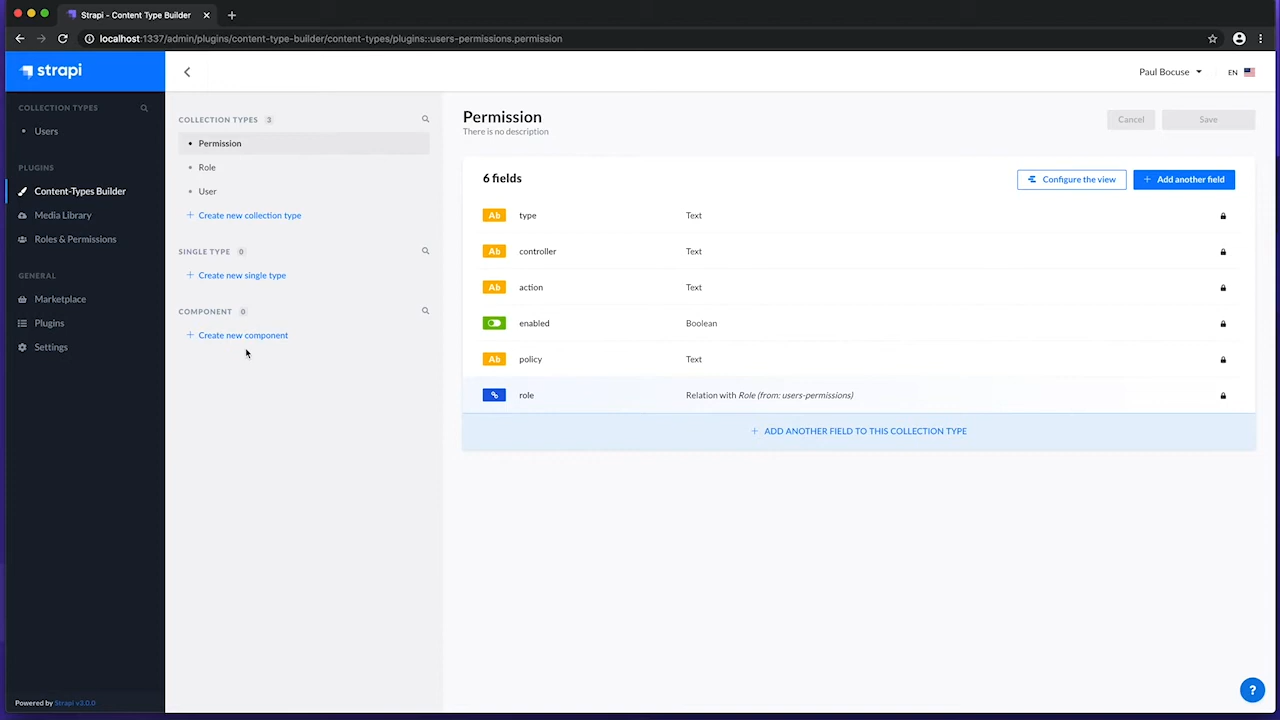 Strapi - Content Type Builder
localhost:1337/admin/plugins/content-type-builder/content-types/plugins::users-permissions.permission
strapi
Paul Bocuse
EN
COLLECTION TYPES
Users
PLUGINS
Content-Types Builder
Media Library
Roles & Permissions
GENERAL
Marketplace
Plugins
Settings
Powered by Strapi v3.0.0
COLLECTION TYPES 3
Permission
Role
User
+ Create new collection type
SINGLE TYPE 0
+ Create new single type
COMPONENT 0
+ Create new component
Permission
There is no description
Cancel
Save
6 fields
Configure the view
+ Add another field
Ab type Text
Ab controller Text
Ab action Text
enabled Boolean
Ab policy Text
role Relation with Role (from: users-permissions)
+ ADD ANOTHER FIELD TO THIS COLLECTION TYPE
?